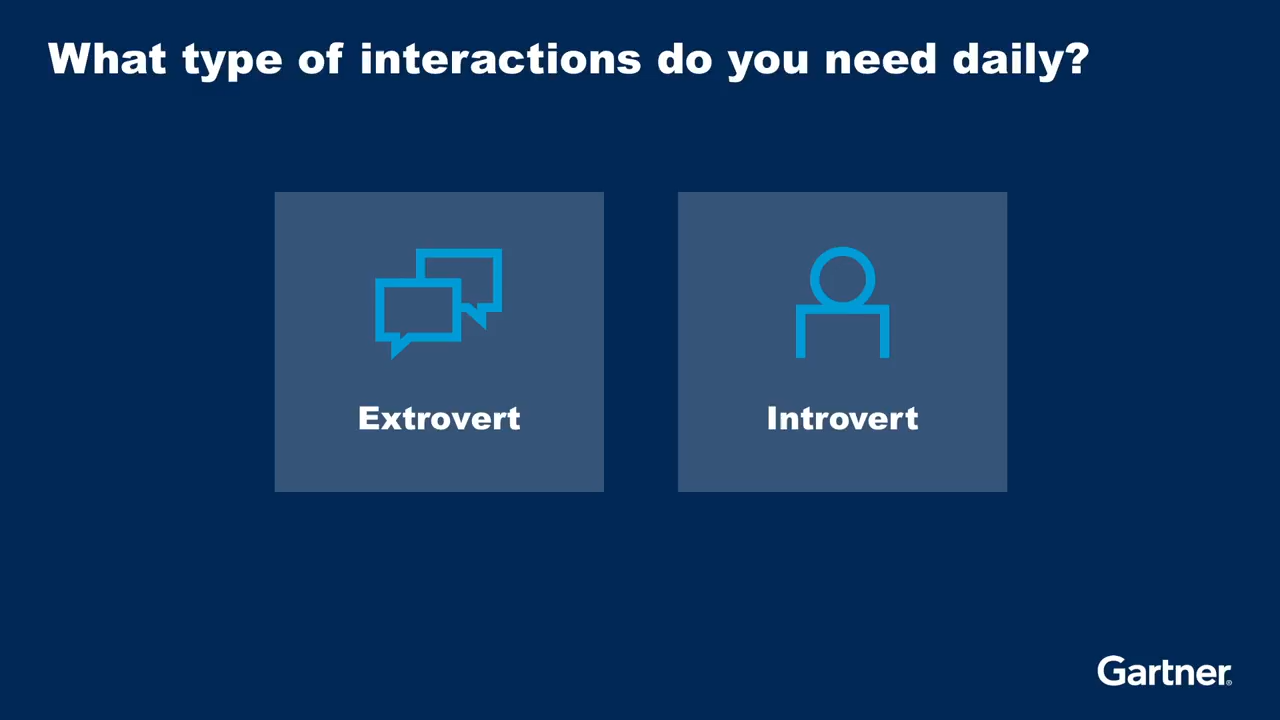 What type of interactions do you need daily?
Extrovert
Introvert
Gartner®